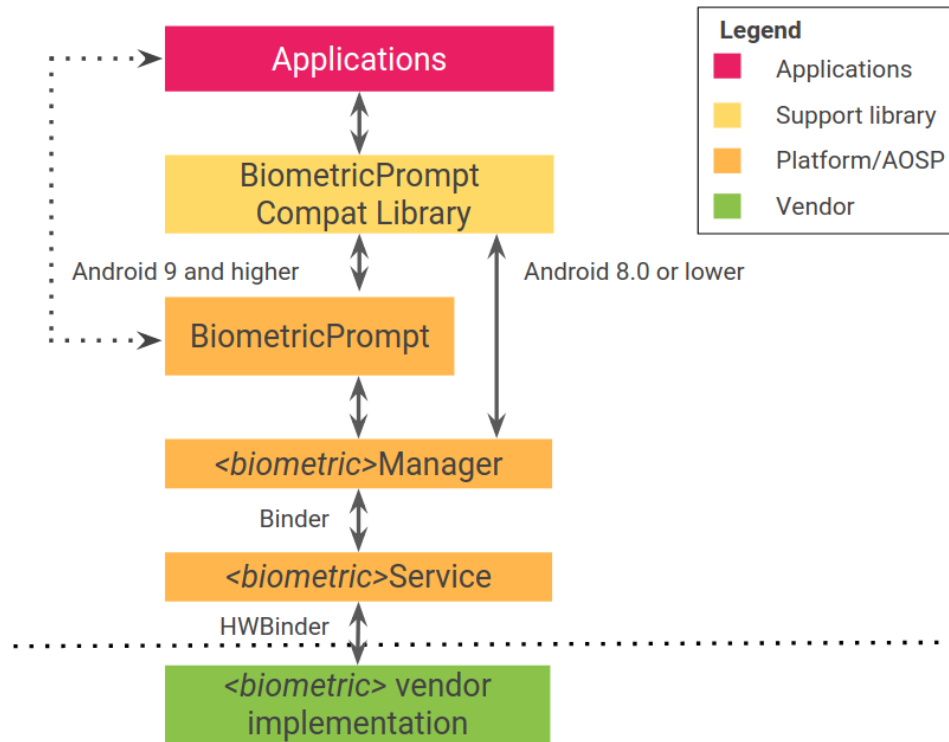 Applications
BiometricPrompt
Compat Library
Android 9 and higher
Android 8.0 or lower
BiometricPrompt
<biometric>Manager
Binder
<biometric>Service
HWBinder
<biometric> vendor
implementation
Legend
Applications
Support library
Platform/AOSP
Vendor